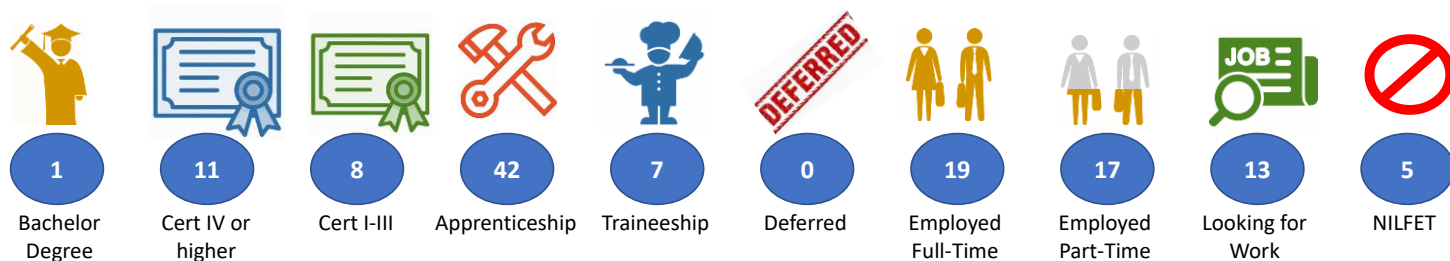 DEFERRED
JOB
1 11 8 42 7 0 19 17 13 5
Bachelor Degree
Cert IV or higher
Cert I-III
Apprenticeship
Traineeship
Deferred
Employed Full-Time
Employed Part-Time
Looking for Work
NILFET